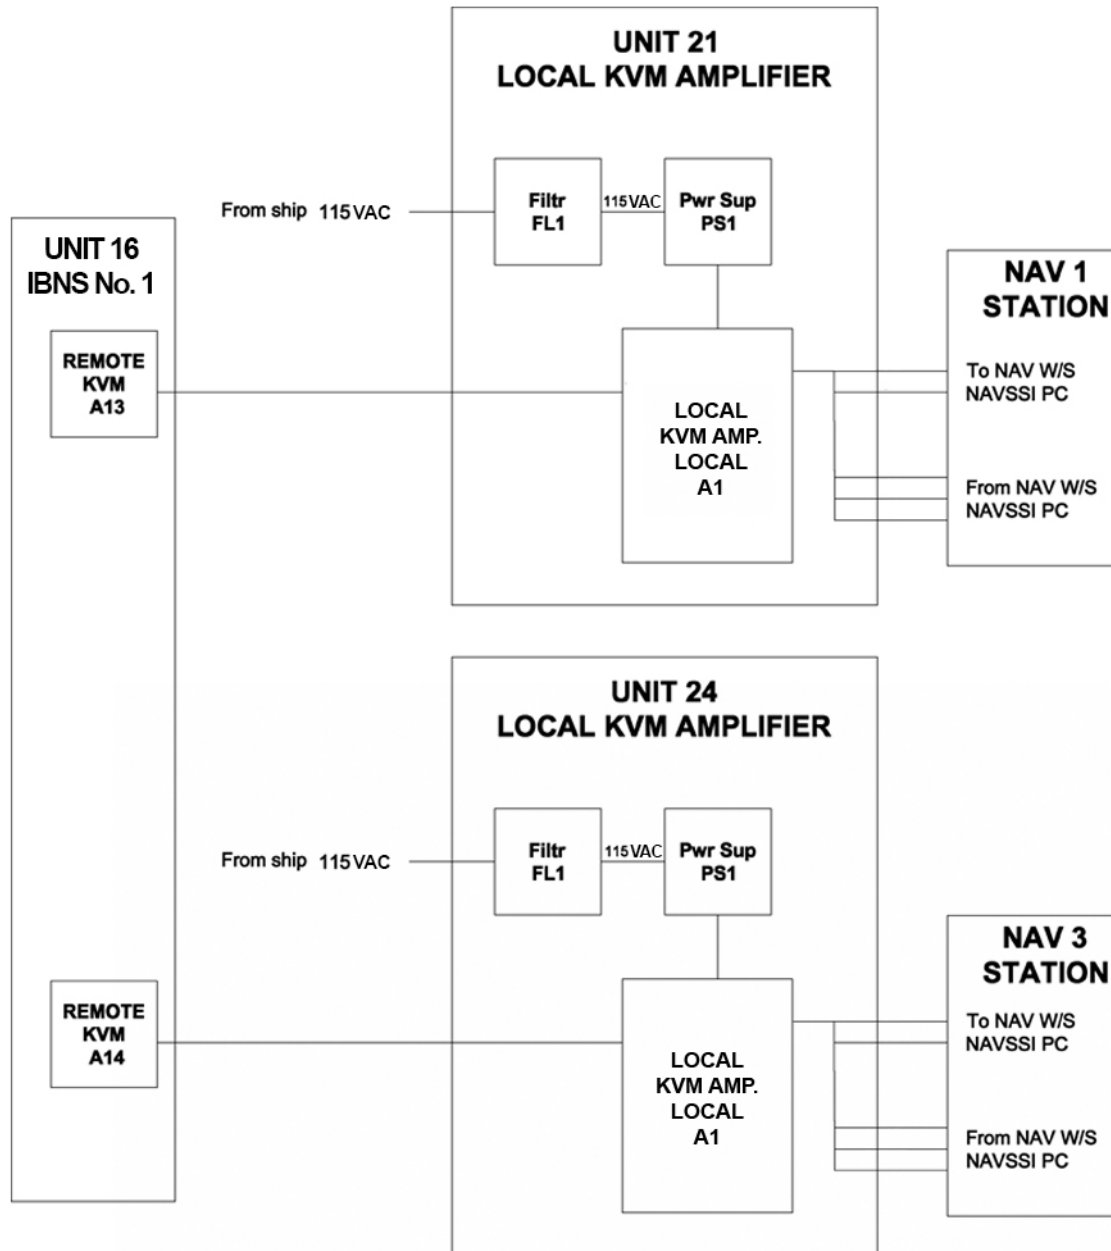 UNIT 21
LOCAL KVM AMPLIFIER
Filtr
FL1
115VAC
Pwr Sup
PS1
From ship 115VAC
UNIT 16
IBNS No. 1
REMOTE
KVM
A13
LOCAL
KVM AMP.
LOCAL
A1
NAV 1
STATION
To NAV W/S
NAVSSI PC
From NAV W/S
NAVSSI PC
UNIT 24
LOCAL KVM AMPLIFIER
Filtr
FL1
115VAC
Pwr Sup
PS1
From ship 115VAC
REMOTE
KVM
A14
LOCAL
KVM AMP.
LOCAL
A1
NAV 3
STATION
To NAV W/S
NAVSSI PC
From NAV W/S
NAVSSI PC